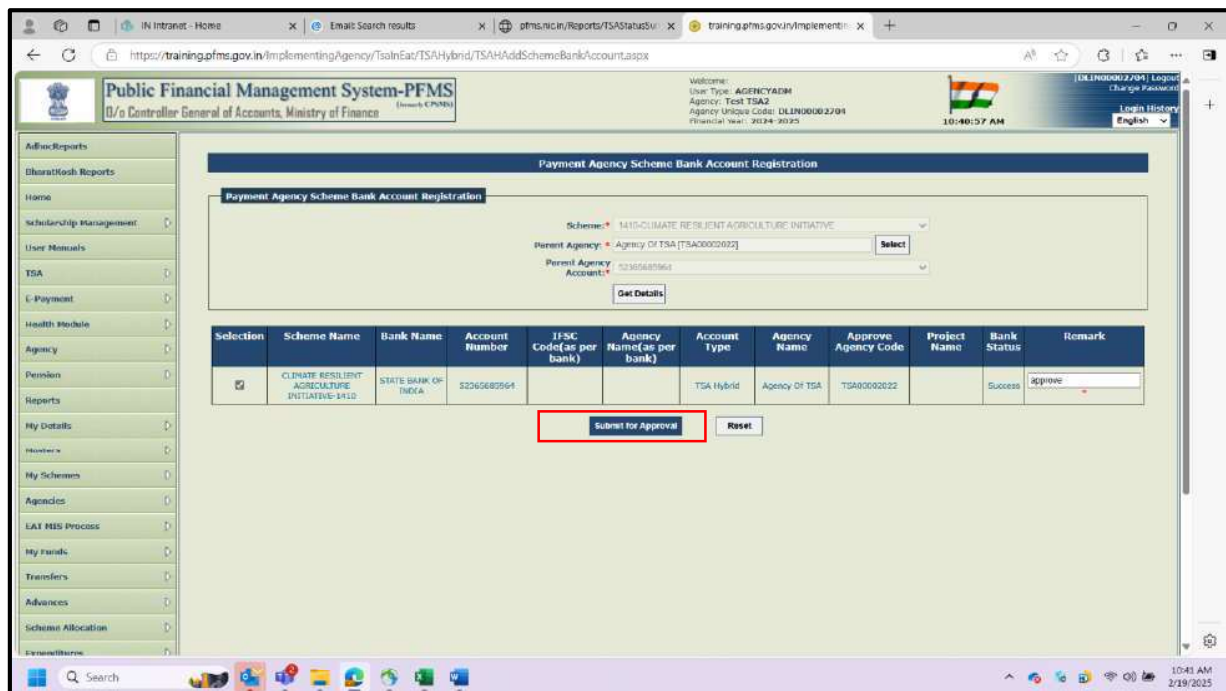 IN Intranet - Home
Email: Search results
pfms.nic.in/Reports/TSAStatusSu
training.pfms.gov.in/Implementin
https://training.pfms.gov.in/ImplementingAgency/TsaInEat/TSAHybrid/TSAHAddSchemeBankAccount.aspx
Public Financial Management System-PFMS
(formerly CPSMS)
O/o Controller General of Accounts, Ministry of Finance
Welcome:
User Type: AGENCYADM
Agency: Test TSA2
Agency Unique Code: DLIN00002704
Financial Year: 2024-2025
10:40:57 AM
[DLIN00002704] Logout
Change Password
Login History
English
AdhocReports
BharatKosh Reports
Home
Scholarship Management
User Manuals
TSA
E-Payment
Health Module
Agency
Pension
Reports
My Details
Masters
My Schemes
Agencies
EAT MIS Process
My Funds
Transfers
Advances
Scheme Allocation
Expenditures
Payment Agency Scheme Bank Account Registration
Payment Agency Scheme Bank Account Registration
Scheme:* 1410-CLIMATE RESILIENT AGRICULTURE INITIATIVE
Parent Agency: * Agency Of TSA [TSA00002022] Select
Parent Agency Account:* 52365685964
Get Details
Selection Scheme Name Bank Name Account Number IFSC Code(as per bank) Agency Name(as per bank) Account Type Agency Name Approve Agency Code Project Name Bank Status Remark
CLIMATE RESILIENT AGRICULTURE INITIATIVE-1410 STATE BANK OF INDIA 52365685964 TSA Hybrid Agency Of TSA TSA00002022 Success approve *
Submit for Approval Reset
Search
10:41 AM
2/19/2025